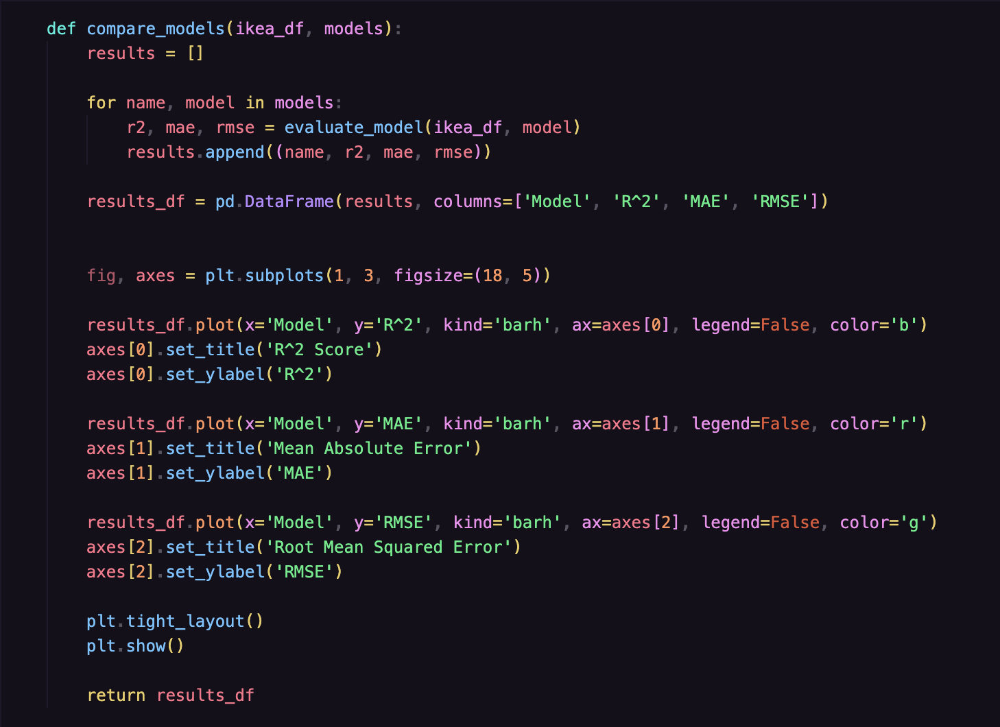 def compare_models(ikea_df, models):
    results = []

    for name, model in models:
        r2, mae, rmse = evaluate_model(ikea_df, model)
        results.append((name, r2, mae, rmse))

    results_df = pd.DataFrame(results, columns=['Model', 'R^2', 'MAE', 'RMSE'])


    fig, axes = plt.subplots(1, 3, figsize=(18, 5))

    results_df.plot(x='Model', y='R^2', kind='barh', ax=axes[0], legend=False, color='b')
    axes[0].set_title('R^2 Score')
    axes[0].set_ylabel('R^2')

    results_df.plot(x='Model', y='MAE', kind='barh', ax=axes[1], legend=False, color='r')
    axes[1].set_title('Mean Absolute Error')
    axes[1].set_ylabel('MAE')

    results_df.plot(x='Model', y='RMSE', kind='barh', ax=axes[2], legend=False, color='g')
    axes[2].set_title('Root Mean Squared Error')
    axes[2].set_ylabel('RMSE')

    plt.tight_layout()
    plt.show()

    return results_df